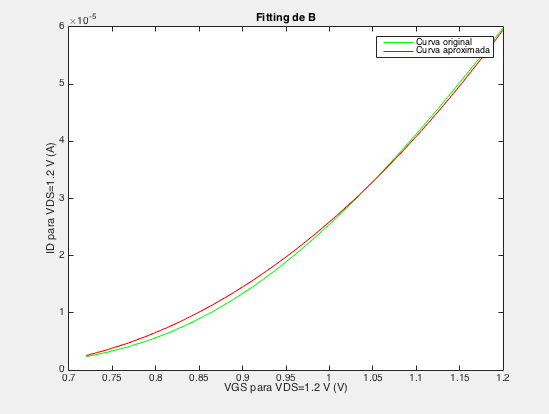 Fitting de B
×10⁻⁵
Curva original
Curva aproximada
6
5
4
3
2
1
0
ID para VDS=1.2 V (A)
0.7 0.75 0.8 0.85 0.9 0.95 1 1.05 1.1 1.15 1.2
VGS para VDS=1.2 V (V)